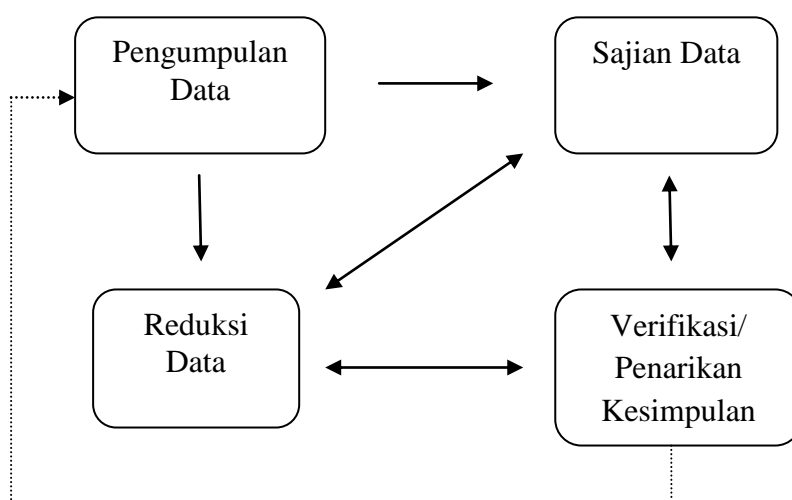 Pengumpulan
Data
Sajian Data
Reduksi
Data
Verifikasi/
Penarikan
Kesimpulan